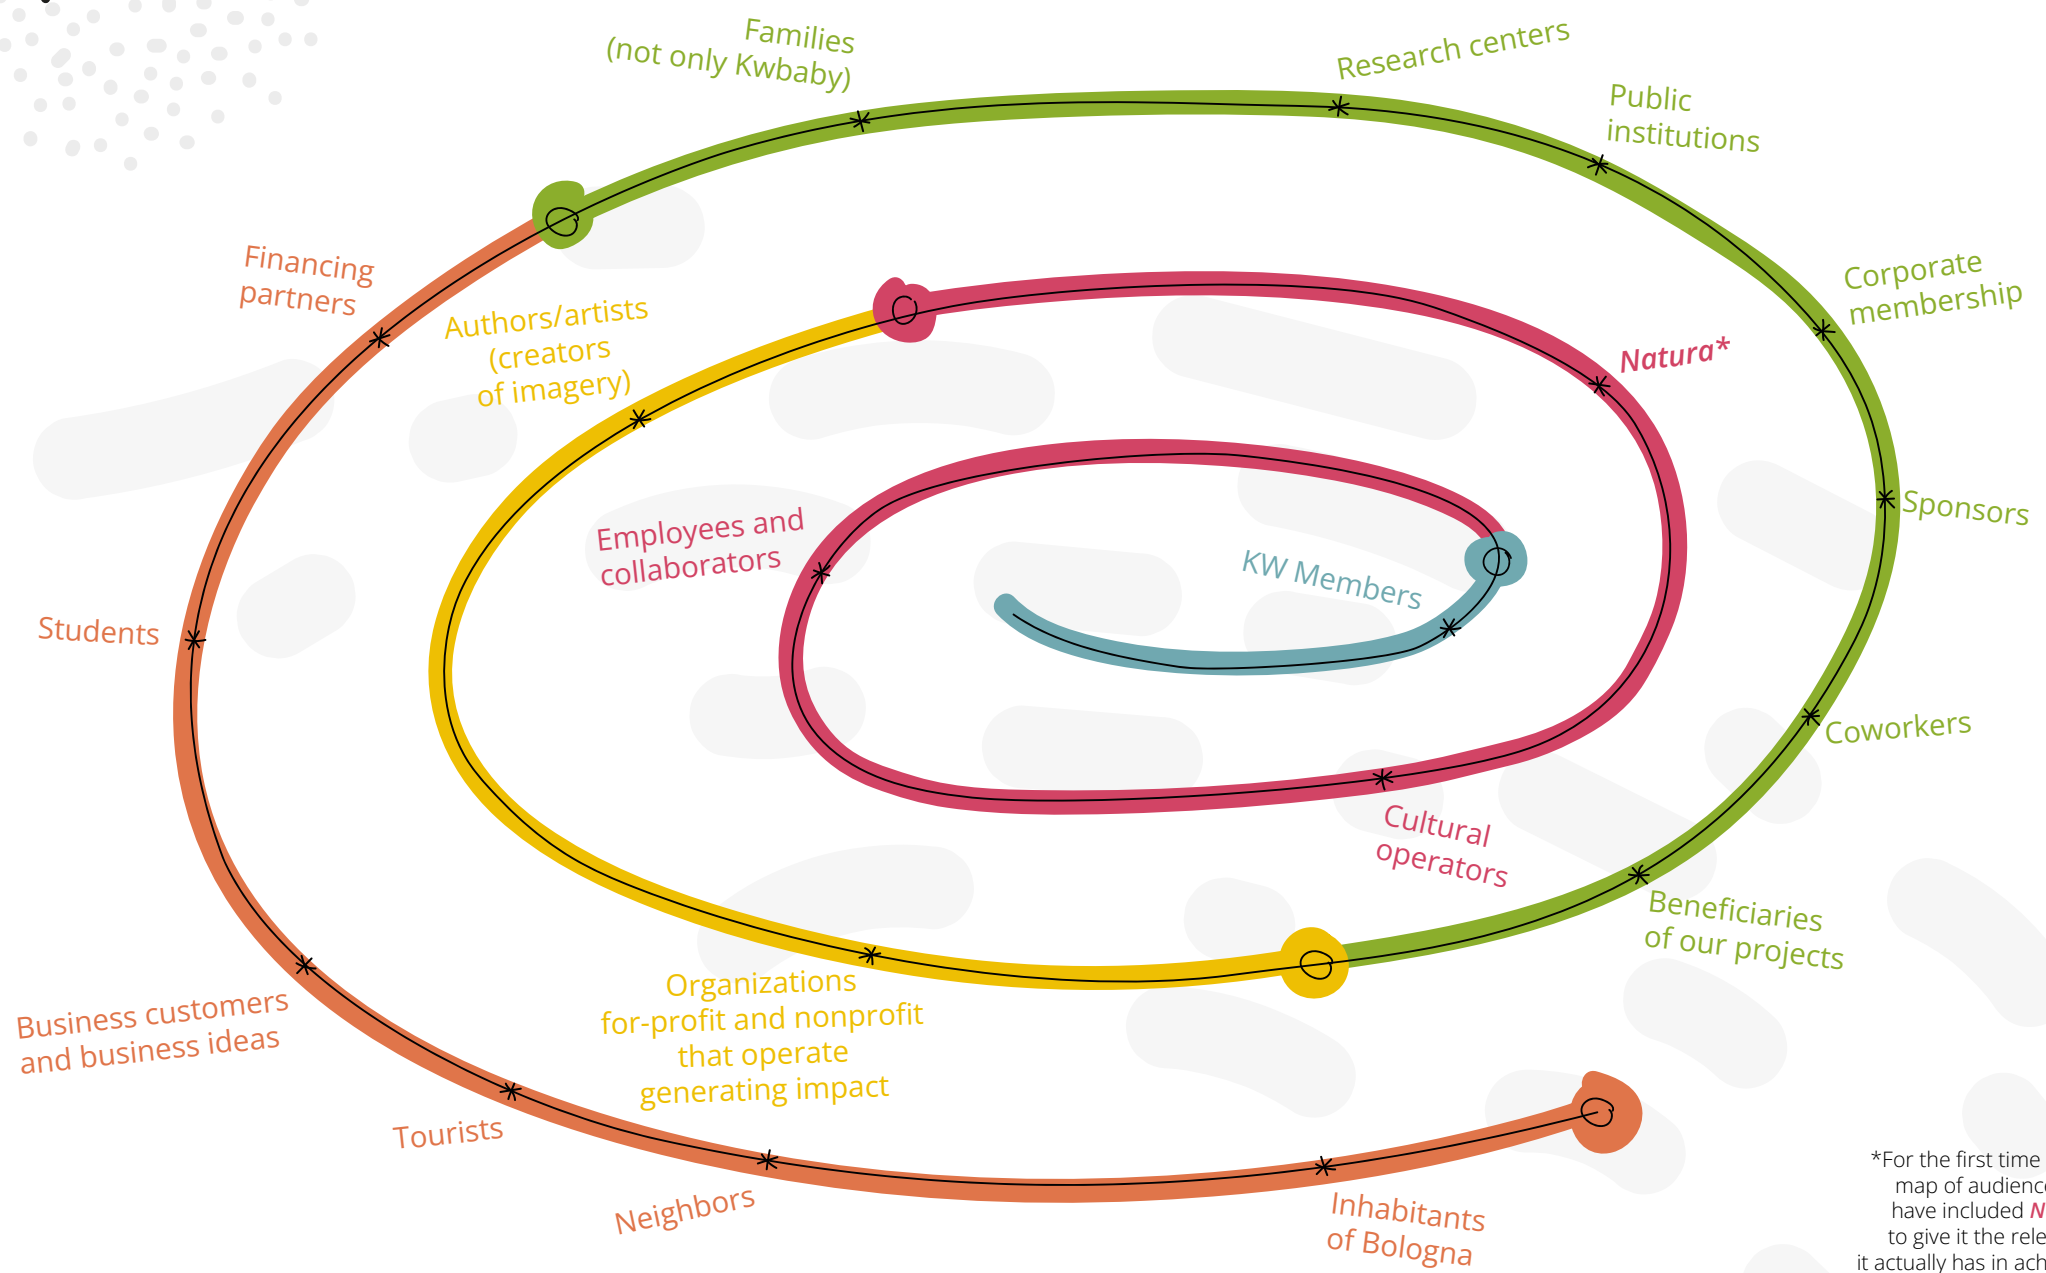 Families
(not only Kwbaby)
Research centers
Public
institutions
Financing
partners
Authors/artists
(creators
of imagery)
Corporate
membership
Natura*
Employees and
collaborators
KW Members
Sponsors
Students
Coworkers
Cultural
operators
Beneficiaries
of our projects
Organizations
for-profit and nonprofit
that operate
generating impact
Business customers
and business ideas
Tourists
Neighbors
Inhabitants
of Bologna
*For the first time
map of audienc
have included N
to give it the rele
it actually has in ach